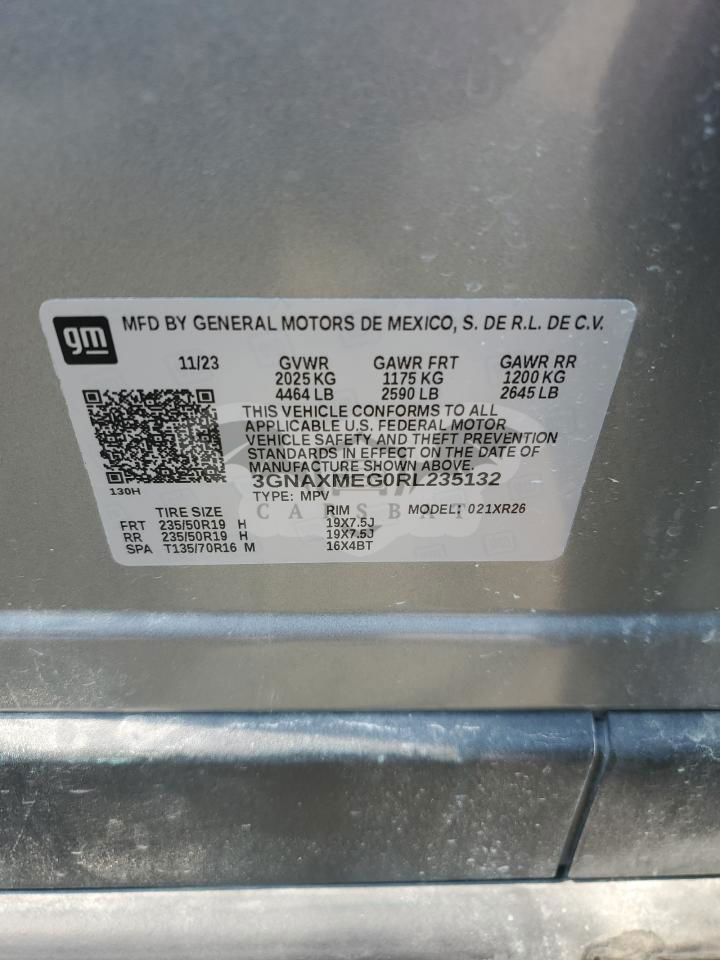 gm
MFD BY GENERAL MOTORS DE MEXICO, S. DE R.L. DE C.V.
11/23 GVWR GAWR FRT GAWR RR
2025 KG 1175 KG 1200 KG
4464 LB 2590 LB 2645 LB
THIS VEHICLE CONFORMS TO ALL
APPLICABLE U.S. FEDERAL MOTOR
VEHICLE SAFETY AND THEFT PREVENTION
STANDARDS IN EFFECT ON THE DATE OF
MANUFACTURE SHOWN ABOVE.
3GNAXMEG0RL235132
130H
TYPE: MPV
CARSBAT
TIRE SIZE RIM MODEL: 021XR26
FRT 235/50R19 H 19X7.5J
RR 235/50R19 H 19X7.5J
SPA T135/70R16 M 16X4BT